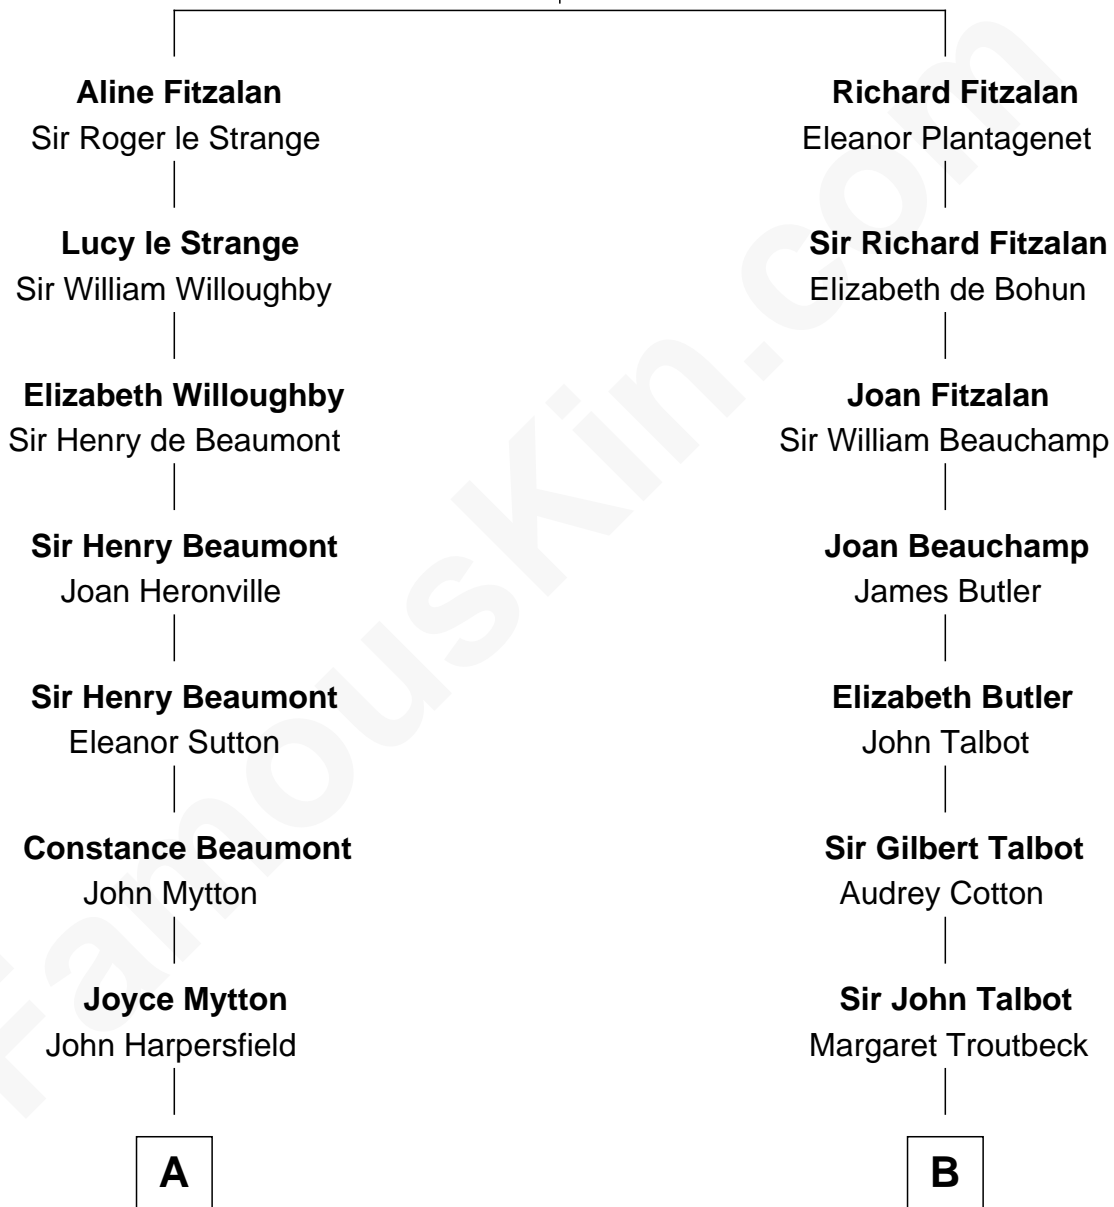 Aline Fitzalan
Sir Roger le Strange
Lucy le Strange
Sir William Willoughby
Elizabeth Willoughby
Sir Henry de Beaumont
Sir Henry Beaumont
Joan Heronville
Sir Henry Beaumont
Eleanor Sutton
Constance Beaumont
John Mytton
Joyce Mytton
John Harpersfield
A
Richard Fitzalan
Eleanor Plantagenet
Sir Richard Fitzalan
Elizabeth de Bohun
Joan Fitzalan
Sir William Beauchamp
Joan Beauchamp
James Butler
Elizabeth Butler
John Talbot
Sir Gilbert Talbot
Audrey Cotton
Sir John Talbot
Margaret Troutbeck
B
FamousKin.com